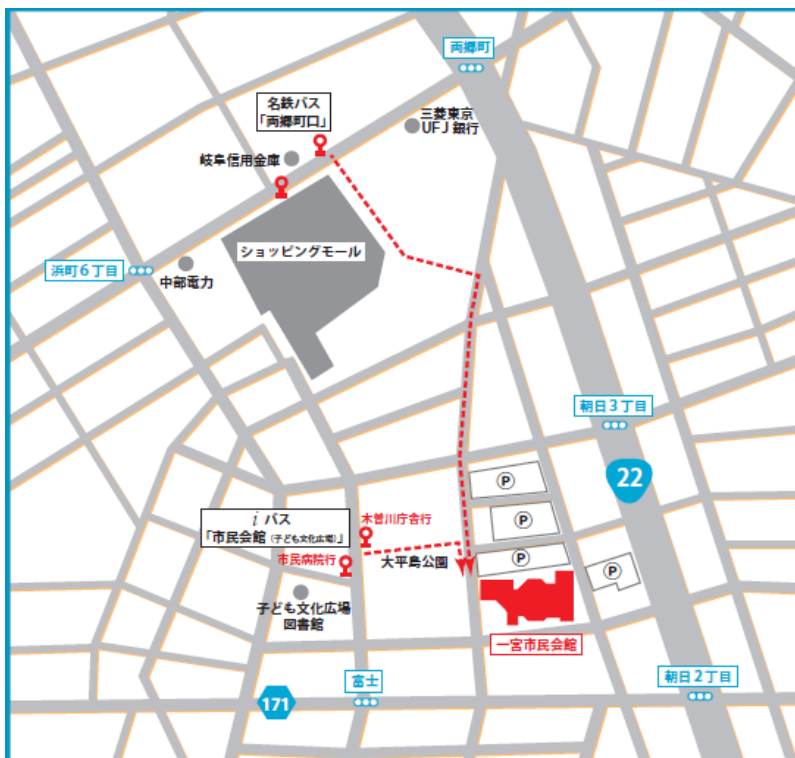 両郷町
名鉄バス
「両郷町口」
三菱東京
UFJ 銀行
岐阜信用金庫
ショッピングモール
浜町6丁目
中部電力
朝日3丁目
22
P
P
i バス
「市民会館(子ども文化広場)」
木曽川庁舎行
市民病院行
大平島公園
P
P
子ども文化広場
図書館
一宮市民会館
富士
171
朝日2丁目